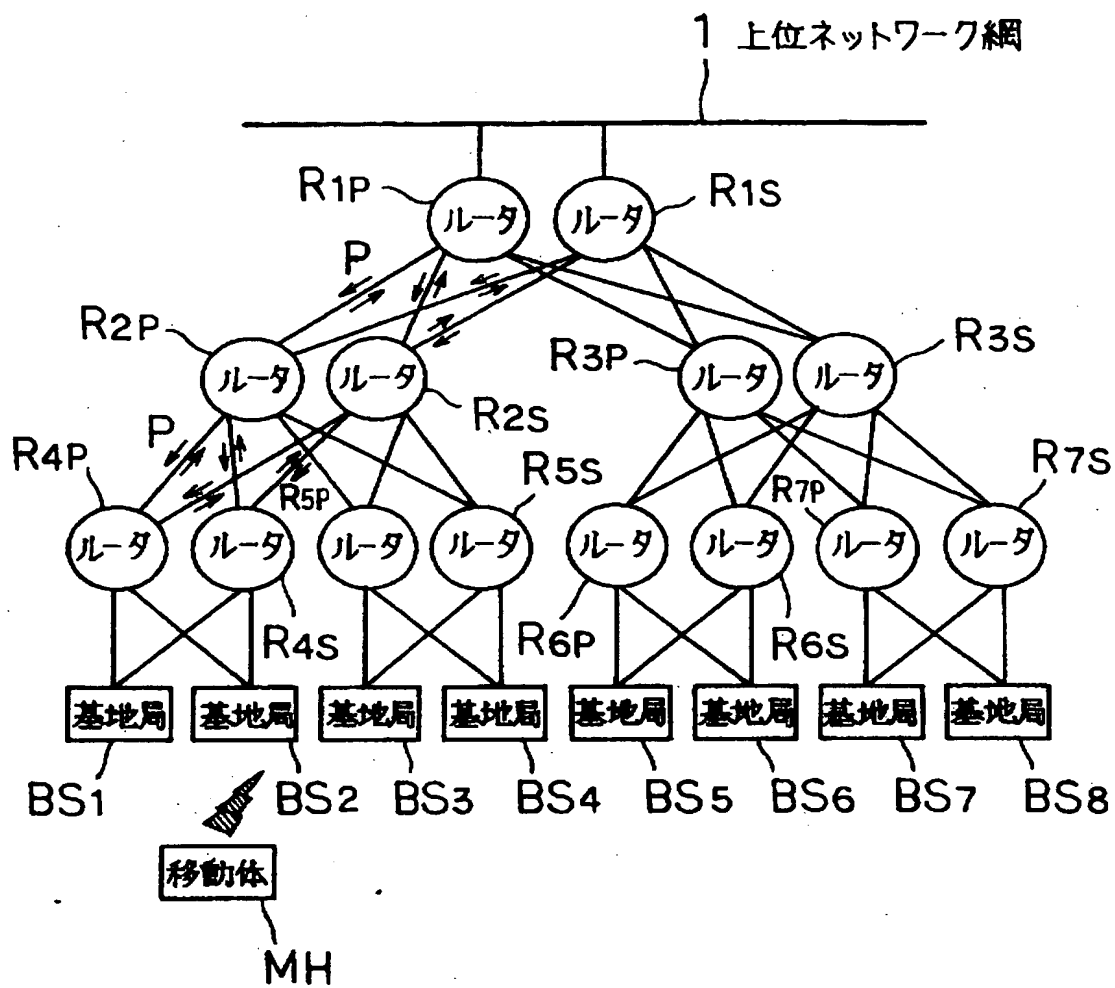 1 上位ネットワーク網
R1P ルータ ルータ R1S
P
R2P ルータ ルータ R2S R3P ルータ ルータ R3S
P
R4P R5P R5S R7P R7S
ルータ ルータ ルータ ルータ ルータ ルータ ルータ ルータ
R4S R6P R6S
基地局 基地局 基地局 基地局 基地局 基地局 基地局 基地局
BS1 BS2 BS3 BS4 BS5 BS6 BS7 BS8
移動体
MH